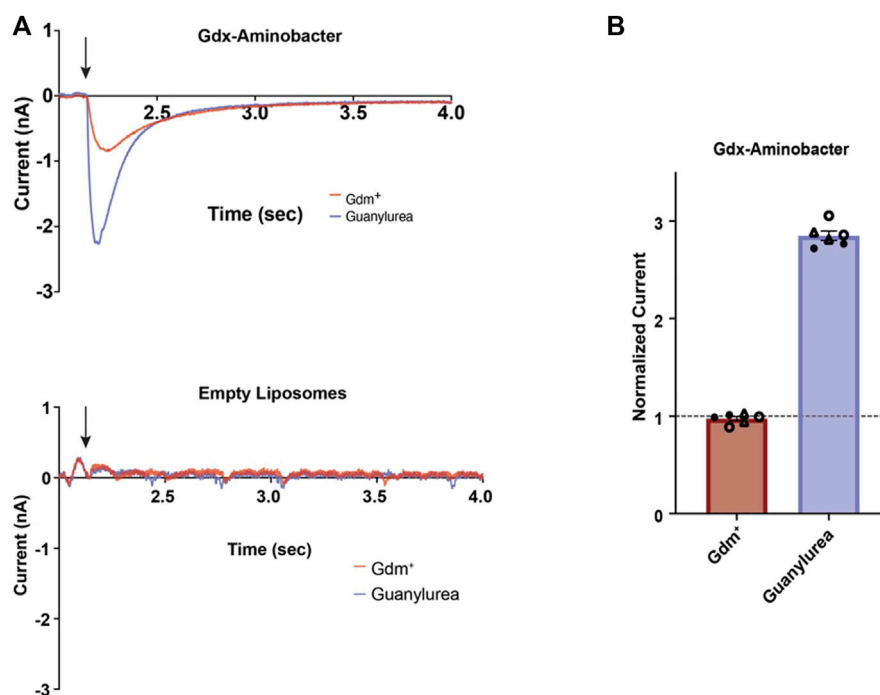 A
Gdx-Aminobacter
1
0
-1
-2
-3
2.5
3.0
3.5
4.0
Current (nA)
Time (sec)
Gdm+
Guanylurea
Empty Liposomes
1
0
-1
-2
-3
2.5
3.0
3.5
4.0
Current (nA)
Time (sec)
Gdm+
Guanylurea
B
Gdx-Aminobacter
3
2
1
0
Normalized Current
Gdm+
Guanylurea